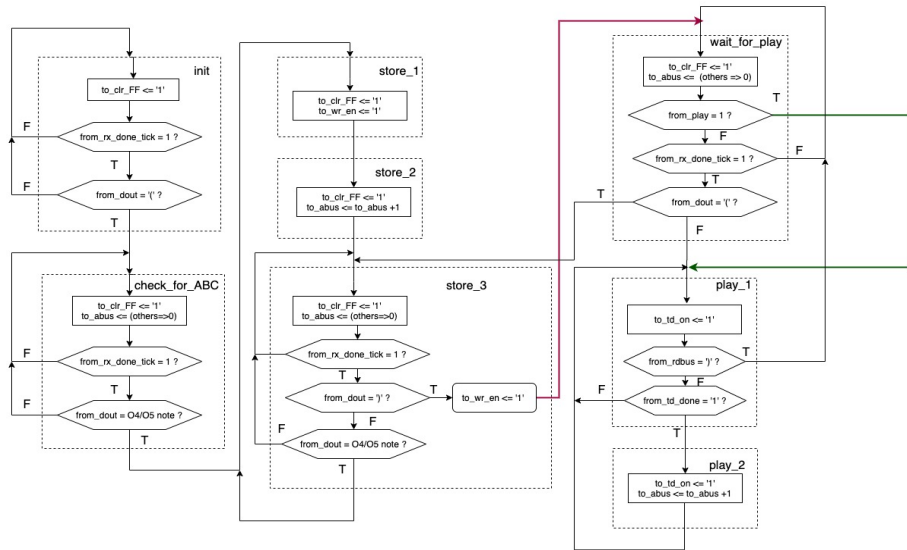 init
to_clr_FF <= '1'
F
from_rx_done_tick = 1 ?
T
F
from_dout = '(' ?
T
check_for_ABC
to_clr_FF <= '1'
to_abus <= (others=>0)
F
from_rx_done_tick = 1 ?
T
F
from_dout = O4/O5 note ?
T
store_1
to_clr_FF <= '1'
to_wr_en <= '1'
store_2
to_clr_FF <= '1'
to_abus <= to_abus +1
store_3
to_clr_FF <= '1'
to_abus <= (others=>0)
from_rx_done_tick = 1 ?
T
from_dout = ')' ?
T
to_wr_en <= '1'
F
F
from_dout = O4/O5 note ?
T
wait_for_play
to_clr_FF <= '1'
to_abus <= (others => 0)
T
from_play = 1 ?
F
from_rx_done_tick = 1 ?
F
T
T
from_dout = '(' ?
F
play_1
to_td_on <= '1'
from_rdbus = ')' ?
T
F
F
from_td_done = '1' ?
T
play_2
to_td_on <= '1'
to_abus <= to_abus +1